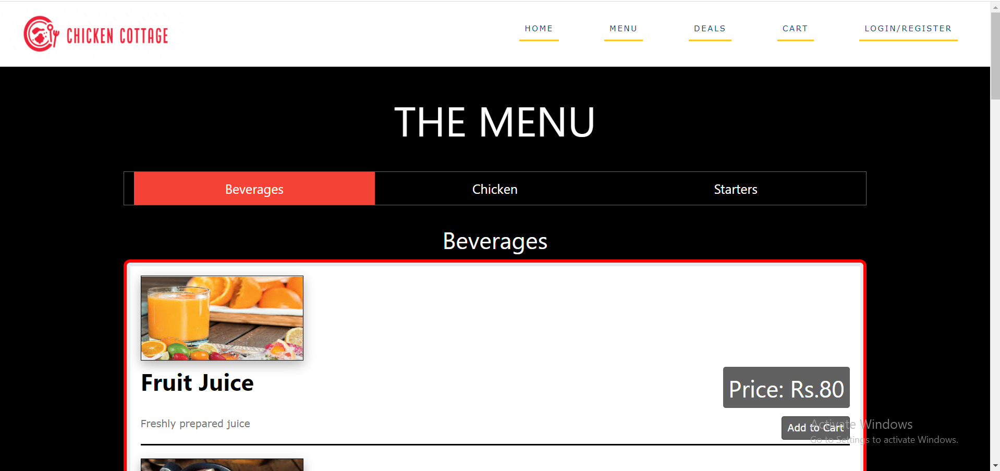 CHICKEN COTTAGE
HOME MENU DEALS CART LOGIN/REGISTER
THE MENU
Beverages Chicken Starters
Beverages
Fruit Juice
Price: Rs.80
Freshly prepared juice
Add to Cart
Activate Windows
Go to Settings to activate Windows.